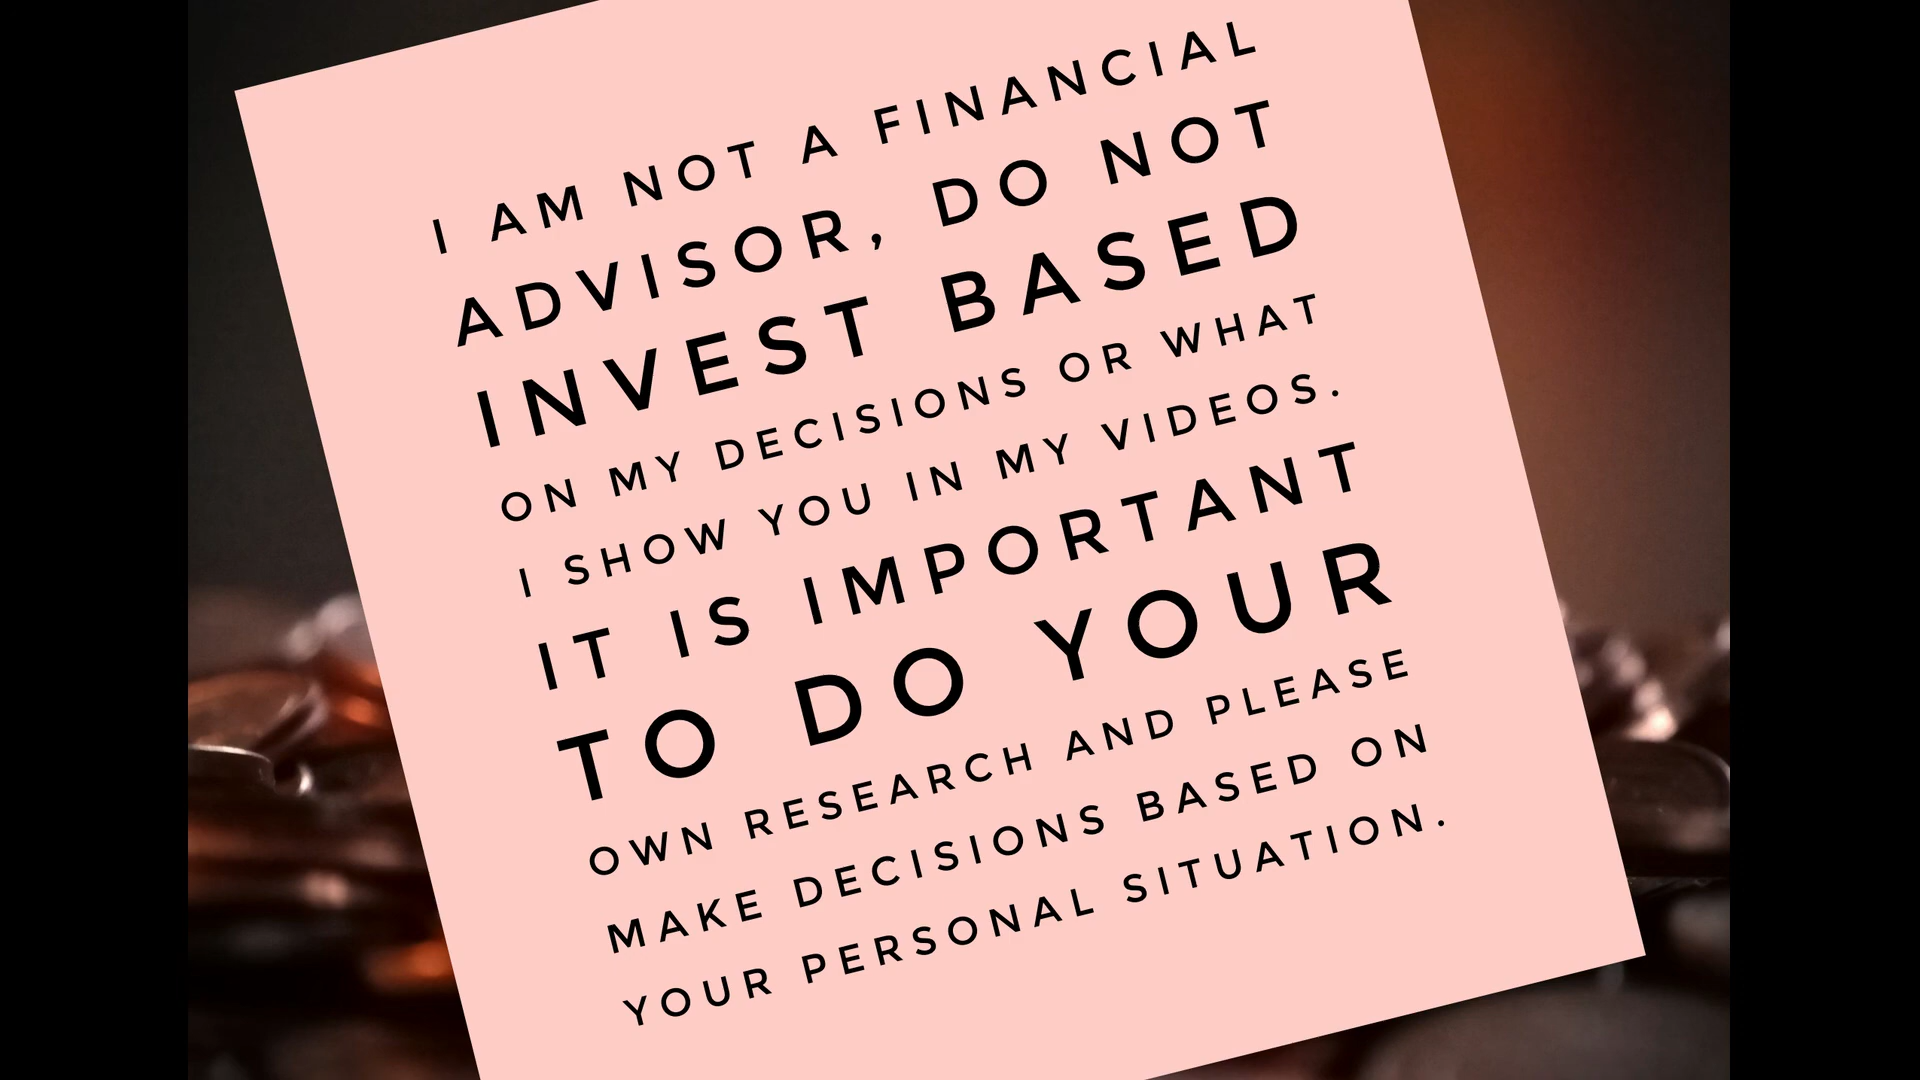 I AM NOT A FINANCIAL
ADVISOR, DO NOT
INVEST BASED
ON MY DECISIONS OR WHAT
I SHOW YOU IN MY VIDEOS.
IT IS IMPORTANT
TO DO YOUR
OWN RESEARCH AND PLEASE
MAKE DECISIONS BASED ON
YOUR PERSONAL SITUATION.